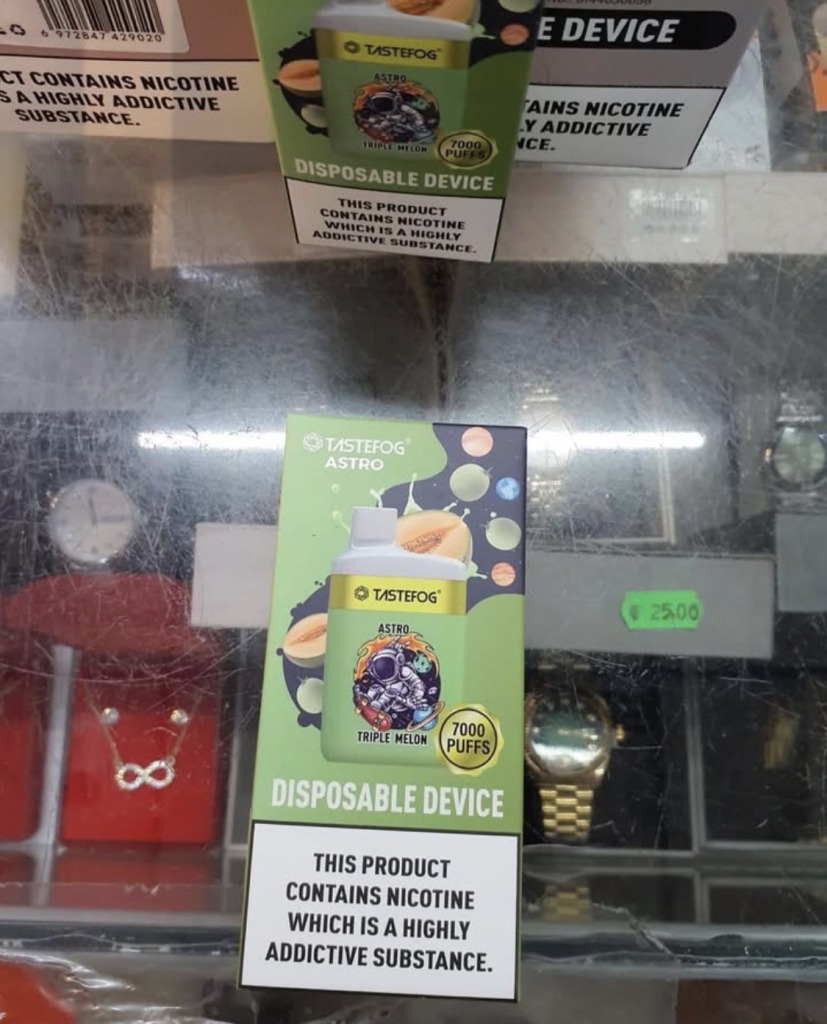 6 972847 429020
CT CONTAINS NICOTINE
S A HIGHLY ADDICTIVE
SUBSTANCE.
TASTEFOG
ASTRO
TRIPLE MELON
7000
PUFFS
DISPOSABLE DEVICE
THIS PRODUCT
CONTAINS NICOTINE
WHICH IS A HIGHLY
ADDICTIVE SUBSTANCE.
E DEVICE
TAINS NICOTINE
LY ADDICTIVE
NCE.
TASTEFOG
ASTRO
TASTEFOG
ASTRO
TRIPLE MELON
7000
PUFFS
DISPOSABLE DEVICE
THIS PRODUCT
CONTAINS NICOTINE
WHICH IS A HIGHLY
ADDICTIVE SUBSTANCE.
25,00